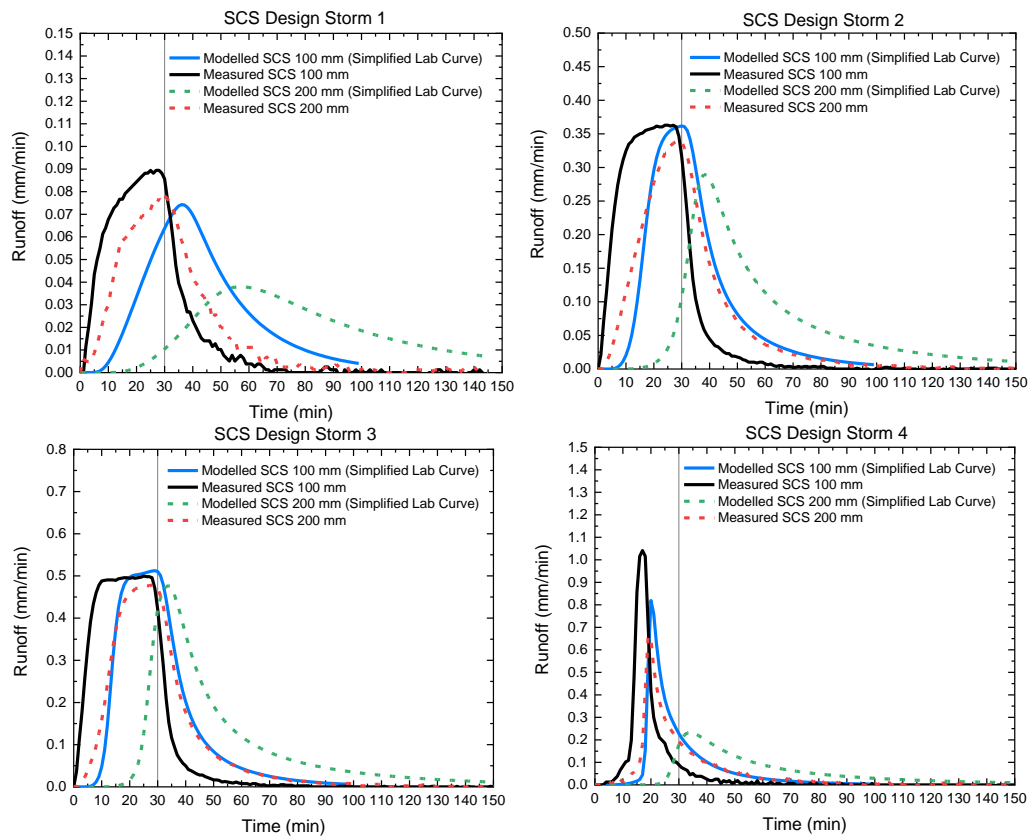 SCS Design Storm 1
0.15
0.14
0.13
0.12
0.11
0.10
0.09
0.08
0.07
0.06
0.05
0.04
0.03
0.02
0.01
0.00
Runoff (mm/min)
Modelled SCS 100 mm (Simplified Lab Curve)
Measured SCS 100 mm
Modelled SCS 200 mm (Simplified Lab Curve)
Measured SCS 200 mm
0 10 20 30 40 50 60 70 80 90 100 110 120 130 140 150
Time (min)
SCS Design Storm 2
0.50
0.45
0.40
0.35
0.30
0.25
0.20
0.15
0.10
0.05
0.00
Runoff (mm/min)
Modelled SCS 100 mm (Simplified Lab Curve)
Measured SCS 100 mm
Modelled SCS 200 mm (Simplified Lab Curve)
Measured SCS 200 mm
0 10 20 30 40 50 60 70 80 90 100 110 120 130 140 150
Time (min)
SCS Design Storm 3
0.8
0.7
0.6
0.5
0.4
0.3
0.2
0.1
0.0
Runoff (mm/min)
Modelled SCS 100 mm (Simplified Lab Curve)
Measured SCS 100 mm
Modelled SCS 200 mm (Simplified Lab Curve)
Measured SCS 200 mm
0 10 20 30 40 50 60 70 80 90 100 110 120 130 140 150
Time (min)
SCS Design Storm 4
1.5
1.4
1.3
1.2
1.1
1.0
0.9
0.8
0.7
0.6
0.5
0.4
0.3
0.2
0.1
0.0
Runoff (mm/min)
Modelled SCS 100 mm (Simplified Lab Curve)
Measured SCS 100 mm
Modelled SCS 200 mm (Simplified Lab Curve)
Measured SCS 200 mm
0 10 20 30 40 50 60 70 80 90 100 110 120 130 140 150
Time (min)